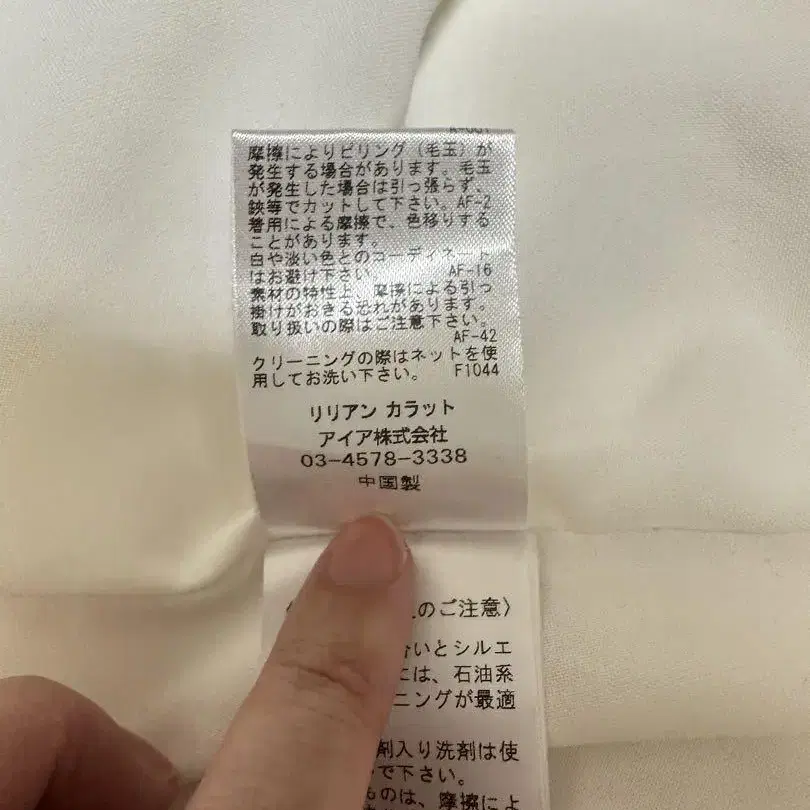 摩擦によりピリング(毛玉)が
発生する場合があります。毛玉
が発生した場合は引っ張らず、
鋏等でカットして下さい。AF-2
着用による摩擦で、色移りする
ことがあります。
白や淡い色とのコーディネート
はお避け下さい。 AF-16
素材の特性上、摩擦による引っ
掛けがおきる恐れがあります。
取り扱いの際はご注意下さい。
AF-42
クリーニングの際はネットを使
用してお洗い下さい。 F1044
リリアン カラット
アイア株式会社
03-4578-3338
中国製
のご注意〉
いとシルエ
には、石油系
ニングが最適
剤入り洗剤は使
で下さい。
ものは、摩擦によ